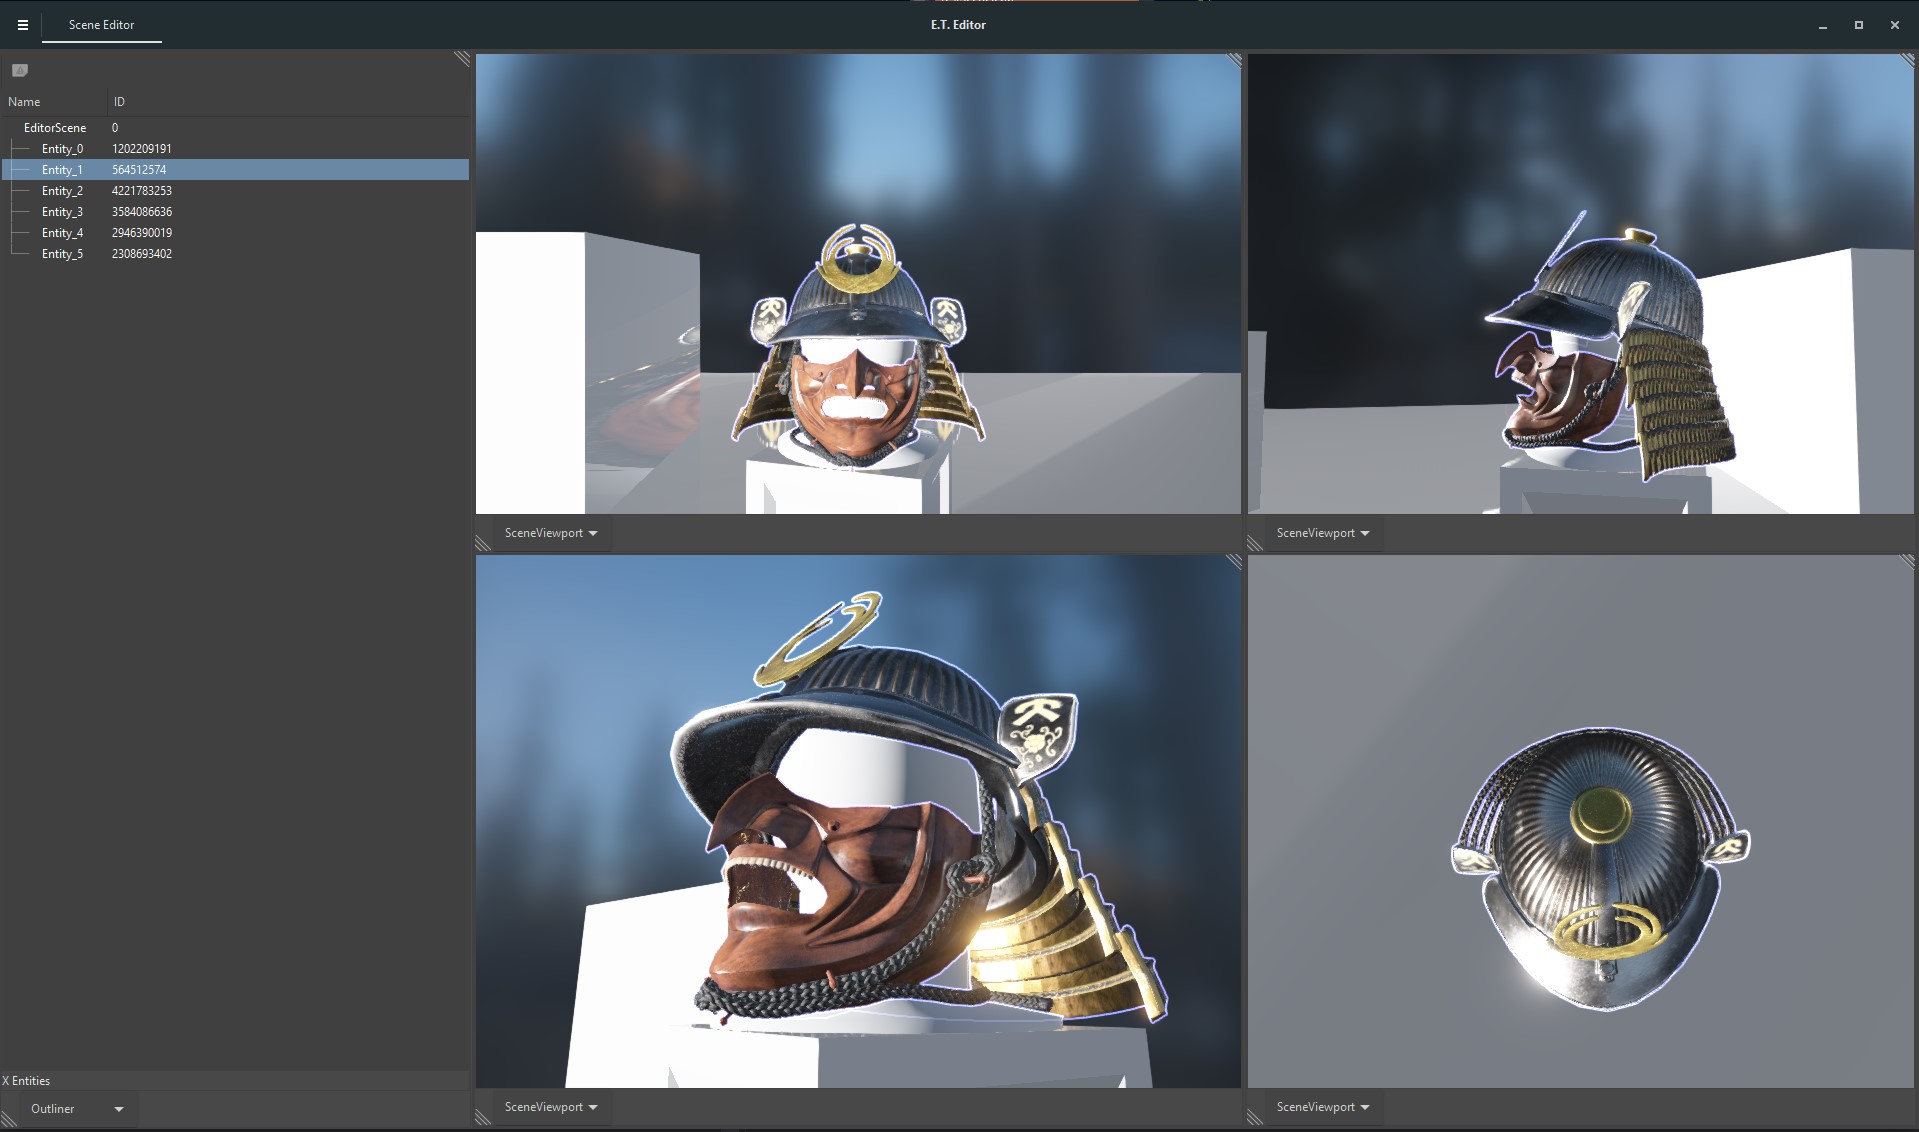 Scene Editor
E.T. Editor
Name ID
EditorScene 0
Entity_0 1202209191
Entity_1 564512574
Entity_2 4221783253
Entity_3 3584086636
Entity_4 2946390019
Entity_5 2308693402
X Entities
Outliner
SceneViewport
SceneViewport
SceneViewport
SceneViewport